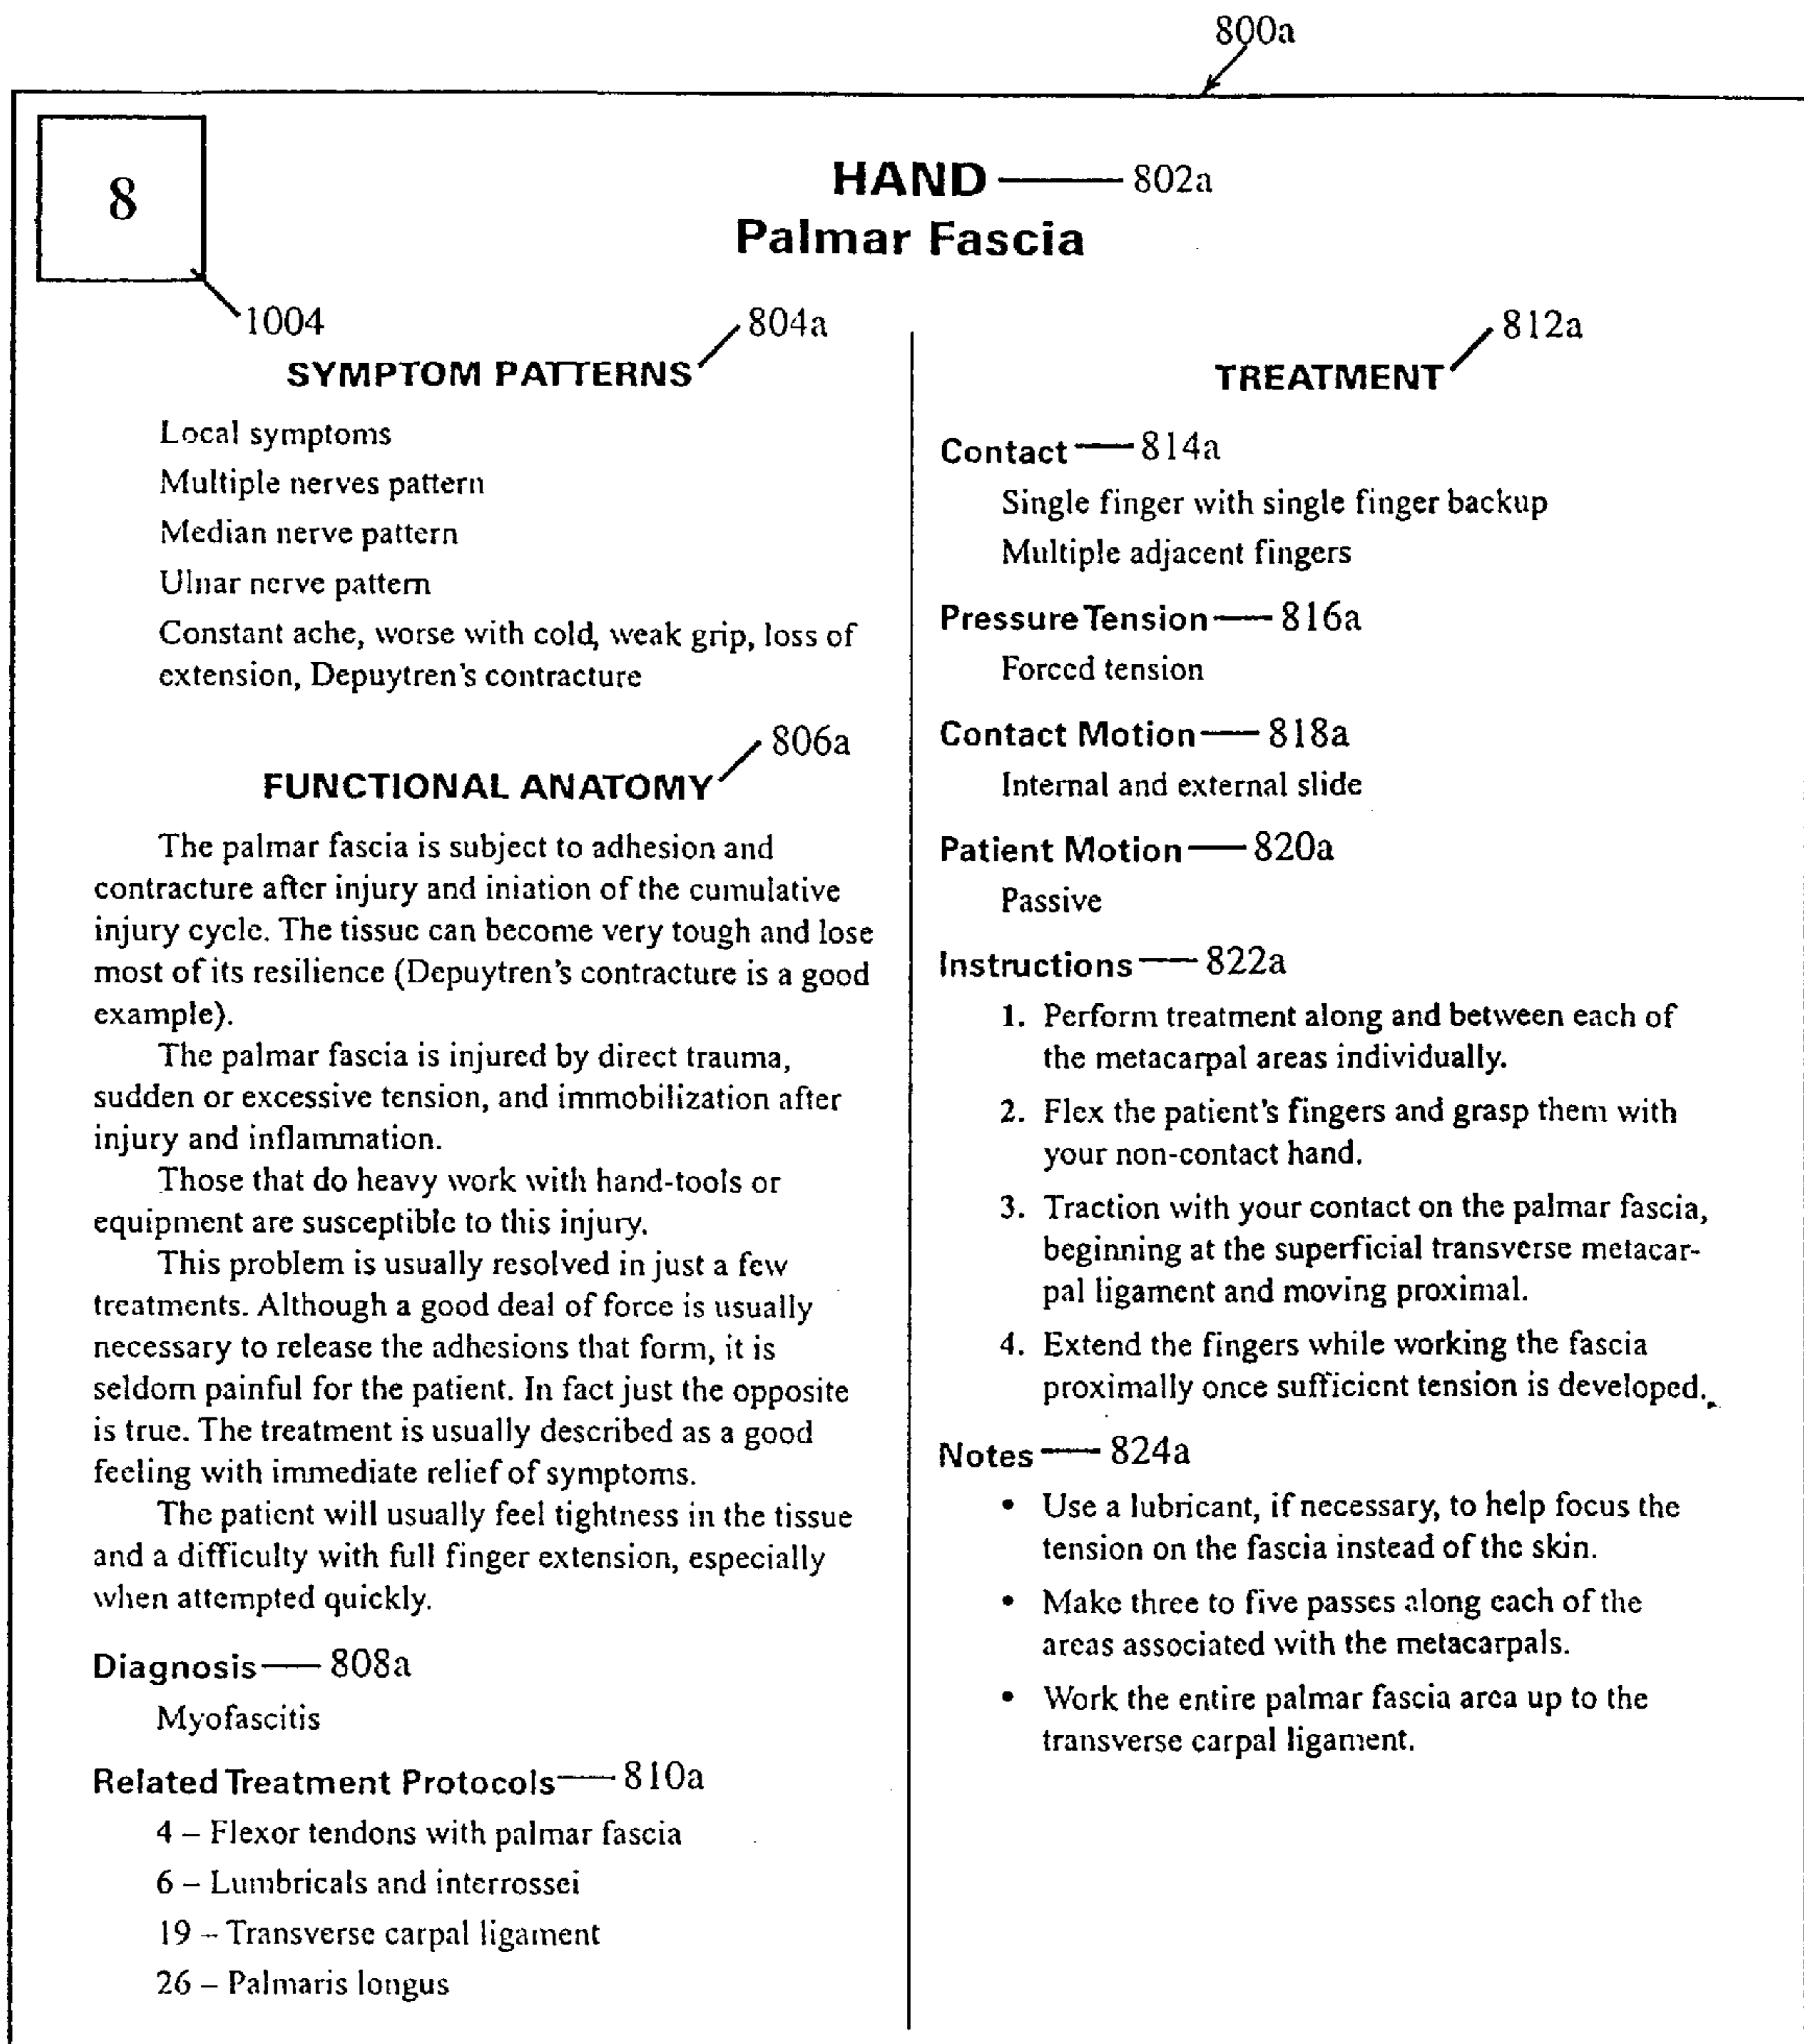 800a
8
HAND 802a
Palmar Fascia
1004
804a
SYMPTOM PATTERNS
Local symptoms
Multiple nerves pattern
Median nerve pattern
Ulnar nerve pattern
Constant ache, worse with cold, weak grip, loss of
extension, Depuytren's contracture
806a
FUNCTIONAL ANATOMY
The palmar fascia is subject to adhesion and
contracture after injury and iniation of the cumulative
injury cycle. The tissue can become very tough and lose
most of its resilience (Depuytren's contracture is a good
example).
The palmar fascia is injured by direct trauma,
sudden or excessive tension, and immobilization after
injury and inflammation.
Those that do heavy work with hand-tools or
equipment are susceptible to this injury.
This problem is usually resolved in just a few
treatments. Although a good deal of force is usually
necessary to release the adhesions that form, it is
seldom painful for the patient. In fact just the opposite
is true. The treatment is usually described as a good
feeling with immediate relief of symptoms.
The patient will usually feel tightness in the tissue
and a difficulty with full finger extension, especially
when attempted quickly.
Diagnosis 808a
Myofascitis
Related Treatment Protocols 810a
4 – Flexor tendons with palmar fascia
6 – Lumbricals and interrossei
19 – Transverse carpal ligament
26 – Palmaris longus
812a
TREATMENT
Contact 814a
Single finger with single finger backup
Multiple adjacent fingers
Pressure Tension 816a
Forced tension
Contact Motion 818a
Internal and external slide
Patient Motion 820a
Passive
Instructions 822a
1. Perform treatment along and between each of
the metacarpal areas individually.
2. Flex the patient's fingers and grasp them with
your non-contact hand.
3. Traction with your contact on the palmar fascia,
beginning at the superficial transverse metacar-
pal ligament and moving proximal.
4. Extend the fingers while working the fascia
proximally once sufficient tension is developed.
Notes 824a
• Use a lubricant, if necessary, to help focus the
tension on the fascia instead of the skin.
• Make three to five passes along each of the
areas associated with the metacarpals.
• Work the entire palmar fascia area up to the
transverse carpal ligament.